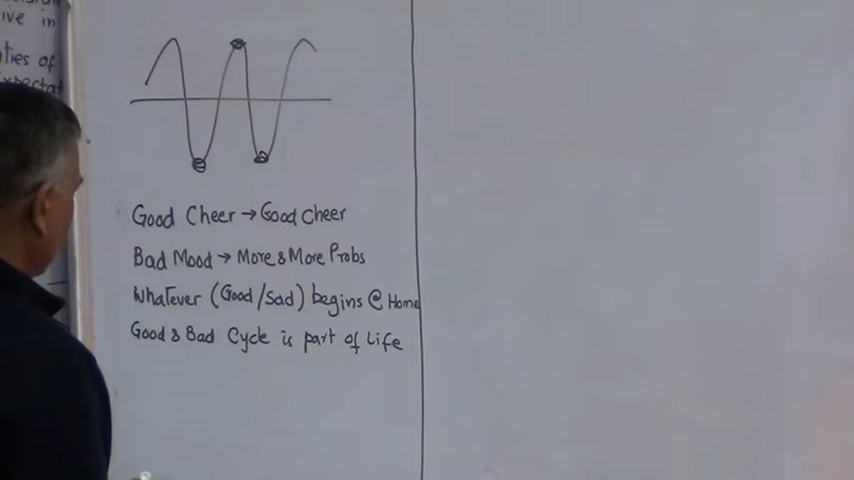 ive in
ties of
Good Cheer → Good Cheer
Bad Mood → More & More Probs
Whatever (Good/Sad) begins @ Home
Good & Bad Cycle is part of Life